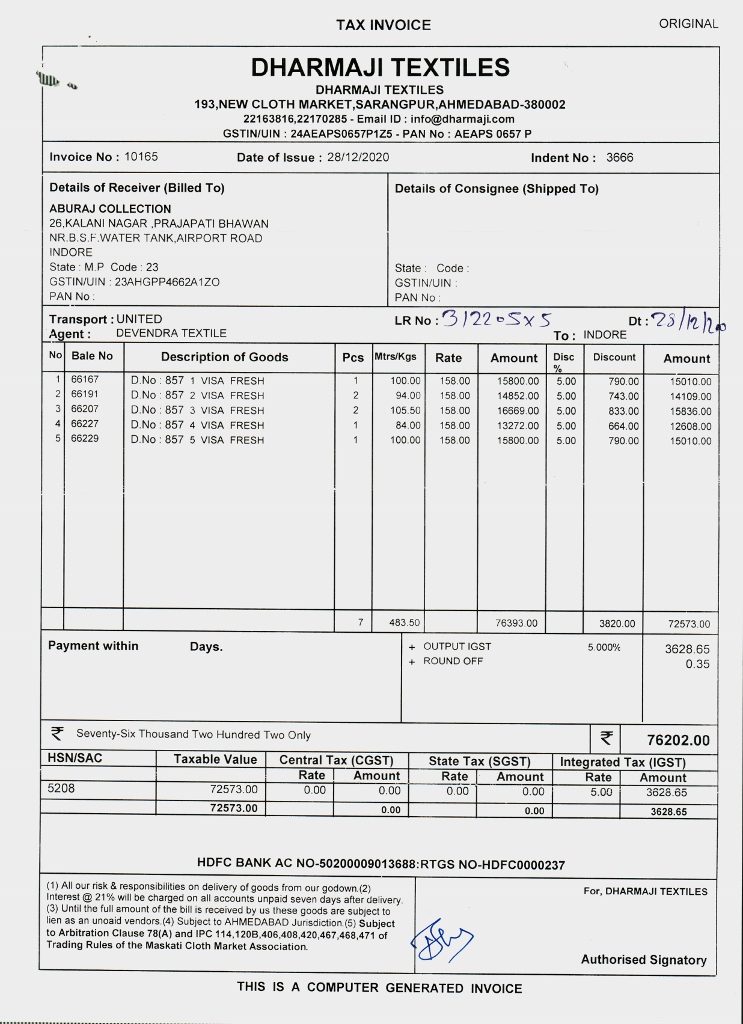 TAX INVOICE
ORIGINAL
DHARMAJI TEXTILES
DHARMAJI TEXTILES
193,NEW CLOTH MARKET,SARANGPUR,AHMEDABAD-380002
22163816,22170285 - Email ID : info@dharmaji.com
GSTIN/UIN : 24AEAPS0657P1Z5 - PAN No : AEAPS 0657 P
Invoice No : 10165 Date of Issue : 28/12/2020 Indent No : 3666
Details of Receiver (Billed To) Details of Consignee (Shipped To)
ABURAJ COLLECTION
26,KALANI NAGAR ,PRAJAPATI BHAWAN
NR.B.S.F.WATER TANK,AIRPORT ROAD
INDORE
State : M.P Code : 23 State : Code :
GSTIN/UIN : 23AHGPP4662A1ZO GSTIN/UIN :
PAN No : PAN No :
Transport : UNITED LR No : 312205x5 Dt : 28/12/20
Agent : DEVENDRA TEXTILE To : INDORE
No Bale No Description of Goods Pcs Mtrs/Kgs Rate Amount Disc % Discount Amount
1 66167 D.No : 857 1 VISA FRESH 1 100.00 158.00 15800.00 5.00 790.00 15010.00
2 66191 D.No : 857 2 VISA FRESH 2 94.00 158.00 14852.00 5.00 743.00 14109.00
3 66207 D.No : 857 3 VISA FRESH 2 105.50 158.00 16669.00 5.00 833.00 15836.00
4 66227 D.No : 857 4 VISA FRESH 1 84.00 158.00 13272.00 5.00 664.00 12608.00
5 66229 D.No : 857 5 VISA FRESH 1 100.00 158.00 15800.00 5.00 790.00 15010.00
7 483.50 76393.00 3820.00 72573.00
Payment within Days. + OUTPUT IGST 5.000% 3628.65
+ ROUND OFF 0.35
₹ Seventy-Six Thousand Two Hundred Two Only ₹ 76202.00
HSN/SAC Taxable Value Central Tax (CGST) State Tax (SGST) Integrated Tax (IGST)
Rate Amount Rate Amount Rate Amount
5208 72573.00 0.00 0.00 0.00 0.00 5.00 3628.65
72573.00 0.00 0.00 3628.65
HDFC BANK AC NO-50200009013688:RTGS NO-HDFC0000237
(1) All our risk & responsibilities on delivery of goods from our godown.(2)
Interest @ 21% will be charged on all accounts unpaid seven days after delivery.
(3) Until the full amount of the bill is received by us these goods are subject to
lien as an unoaid vendors.(4) Subject to AHMEDABAD Jurisdiction.(5) Subject
to Arbitration Clause 78(A) and IPC 114,120B,406,408,420,467,468,471 of
Trading Rules of the Maskati Cloth Market Association.
For, DHARMAJI TEXTILES
Authorised Signatory
THIS IS A COMPUTER GENERATED INVOICE